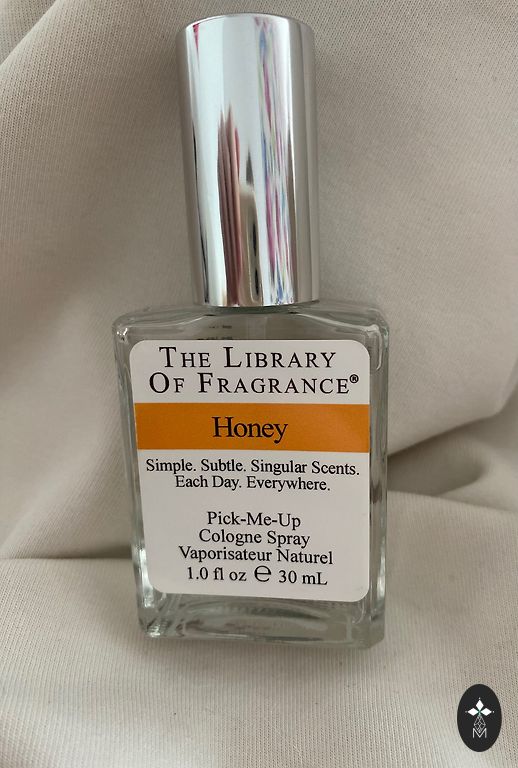 THE LIBRARY
OF FRAGRANCE®
Honey
Simple. Subtle. Singular Scents.
Each Day. Everywhere.
Pick-Me-Up
Cologne Spray
Vaporisateur Naturel
1.0 fl oz ℮ 30 mL